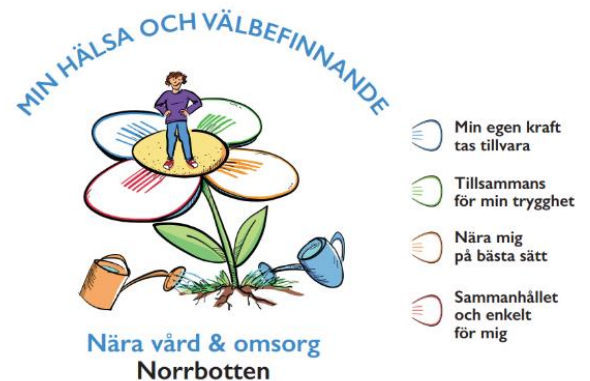 MIN HÄLSA OCH VÄLBEFINNANDE
Min egen kraft
tas tillvara
Tillsammans
för min trygghet
Nära mig
på bästa sätt
Sammanhållet
och enkelt
för mig
Nära vård & omsorg
Norrbotten